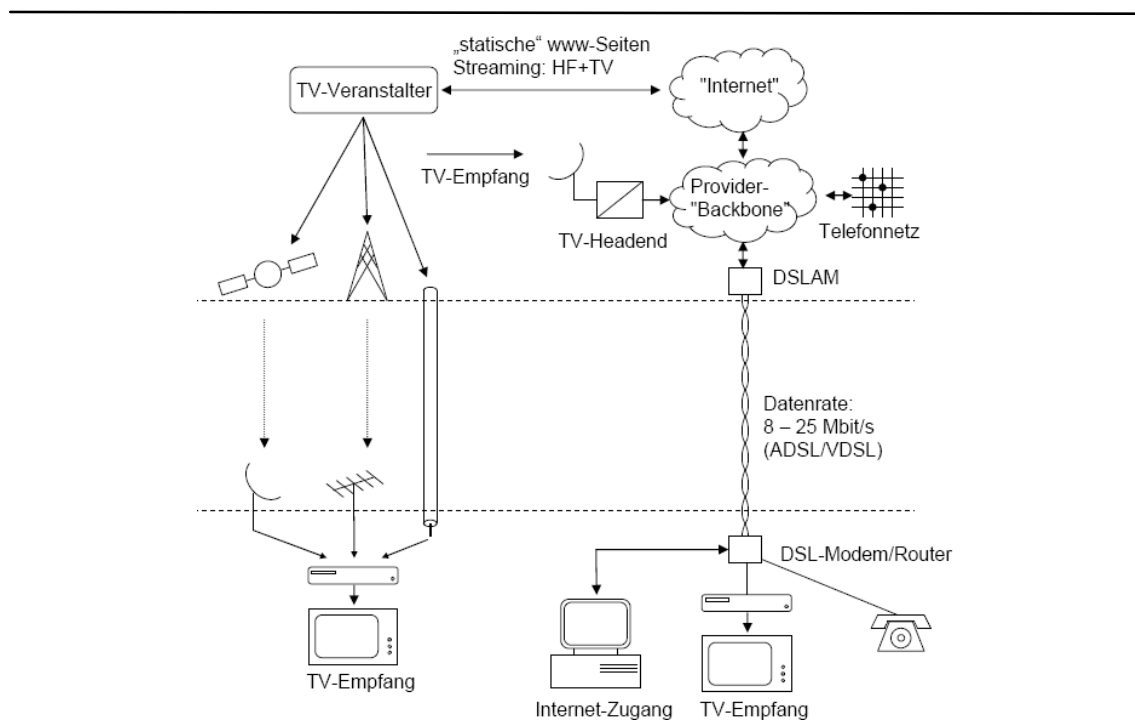 „statische“ www-Seiten
Streaming: HF+TV
TV-Veranstalter
"Internet"
TV-Empfang
Provider-
"Backbone"
TV-Headend
Telefonnetz
DSLAM
Datenrate:
8 – 25 Mbit/s
(ADSL/VDSL)
DSL-Modem/Router
TV-Empfang
Internet-Zugang
TV-Empfang